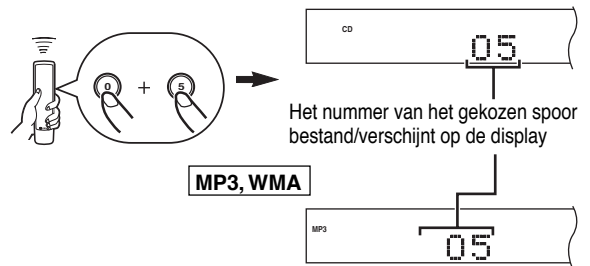 CD
05
0 + 5
Het nummer van het gekozen spoor
bestand/verschijnt op de display
MP3, WMA
MP3
05